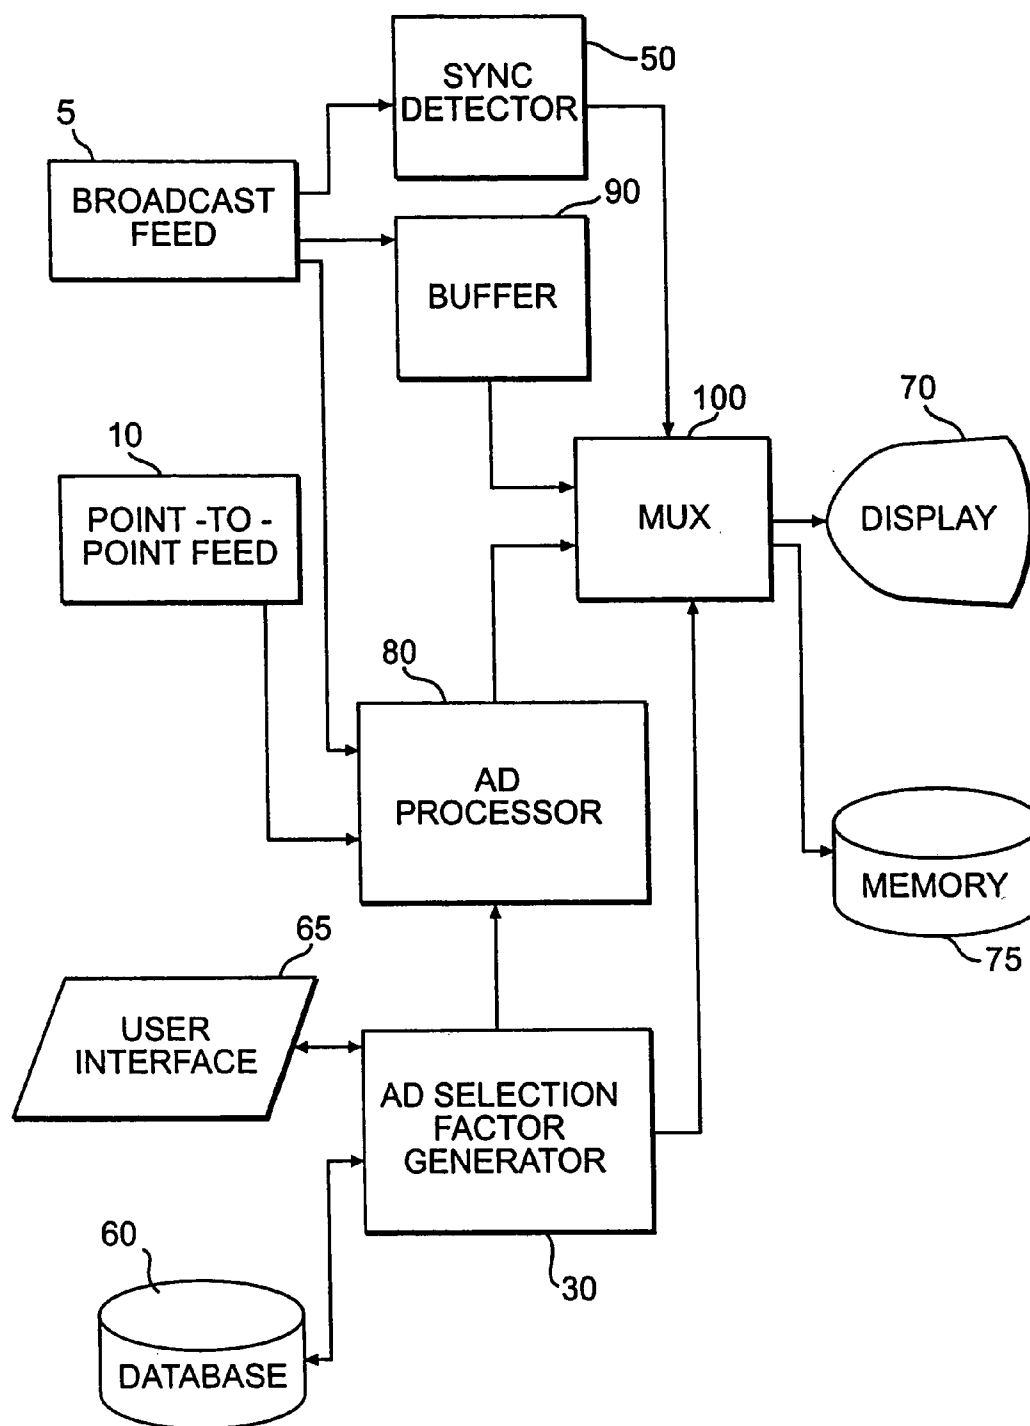 50
SYNC
DETECTOR
5
BROADCAST
FEED
90
BUFFER
10
POINT -TO -
POINT FEED
100
MUX
70
DISPLAY
80
AD
PROCESSOR
MEMORY
75
65
USER
INTERFACE
AD SELECTION
FACTOR
GENERATOR
30
60
DATABASE